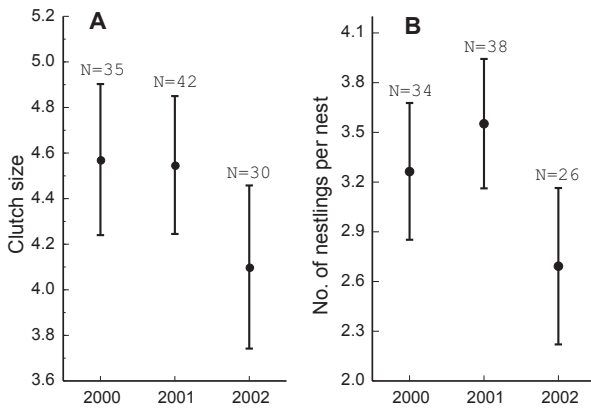 A
Clutch size
5.2
5.0
4.8
4.6
4.4
4.2
4.0
3.8
3.6
N=35
N=42
N=30
2000 2001 2002
B
No. of nestlings per nest
4.1
3.8
3.5
3.2
2.9
2.6
2.3
2.0
N=34
N=38
N=26
2000 2001 2002